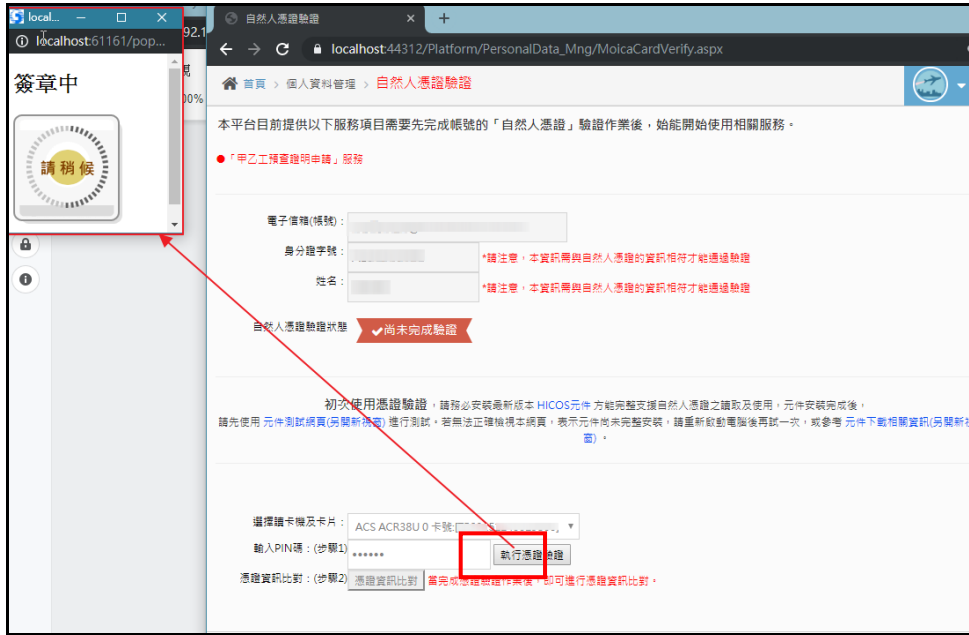 local...
localhost:61161/pop...
簽章中
請稍候
92.1
00%
自然人憑證驗證
localhost:44312/Platform/PersonalData_Mng/MoicaCardVerify.aspx
首頁 > 個人資料管理 > 自然人憑證驗證
本平台目前提供以下服務項目需要先完成帳號的「自然人憑證」驗證作業後，始能開始使用相關服務。
●「甲乙工預查證明申請」服務
電子信箱(帳號)：
身分證字號：
*請注意，本資訊需與自然人憑證的資訊相符才能通過驗證
姓名：
*請注意，本資訊需與自然人憑證的資訊相符才能通過驗證
自然人憑證驗證狀態
尚未完成驗證
初次使用憑證驗證，請務必安裝最新版本 HICOS元件 方能完整支援自然人憑證之讀取及使用，元件安裝完成後，
請先使用 元件測試網頁(另開新視窗) 進行測試。若無法正確檢視本網頁，表示元件尚未完整安裝，請重新啟動電腦後再試一次，或參考 元件下載相關資訊(另開新視
窗)。
選擇讀卡機及卡片：
ACS ACR38U 0 卡號:
輸入PIN碼：(步驟1)
••••••
執行憑證驗證
憑證資訊比對：(步驟2)
憑證資訊比對
當完成憑證驗證作業後，即可進行憑證資訊比對。